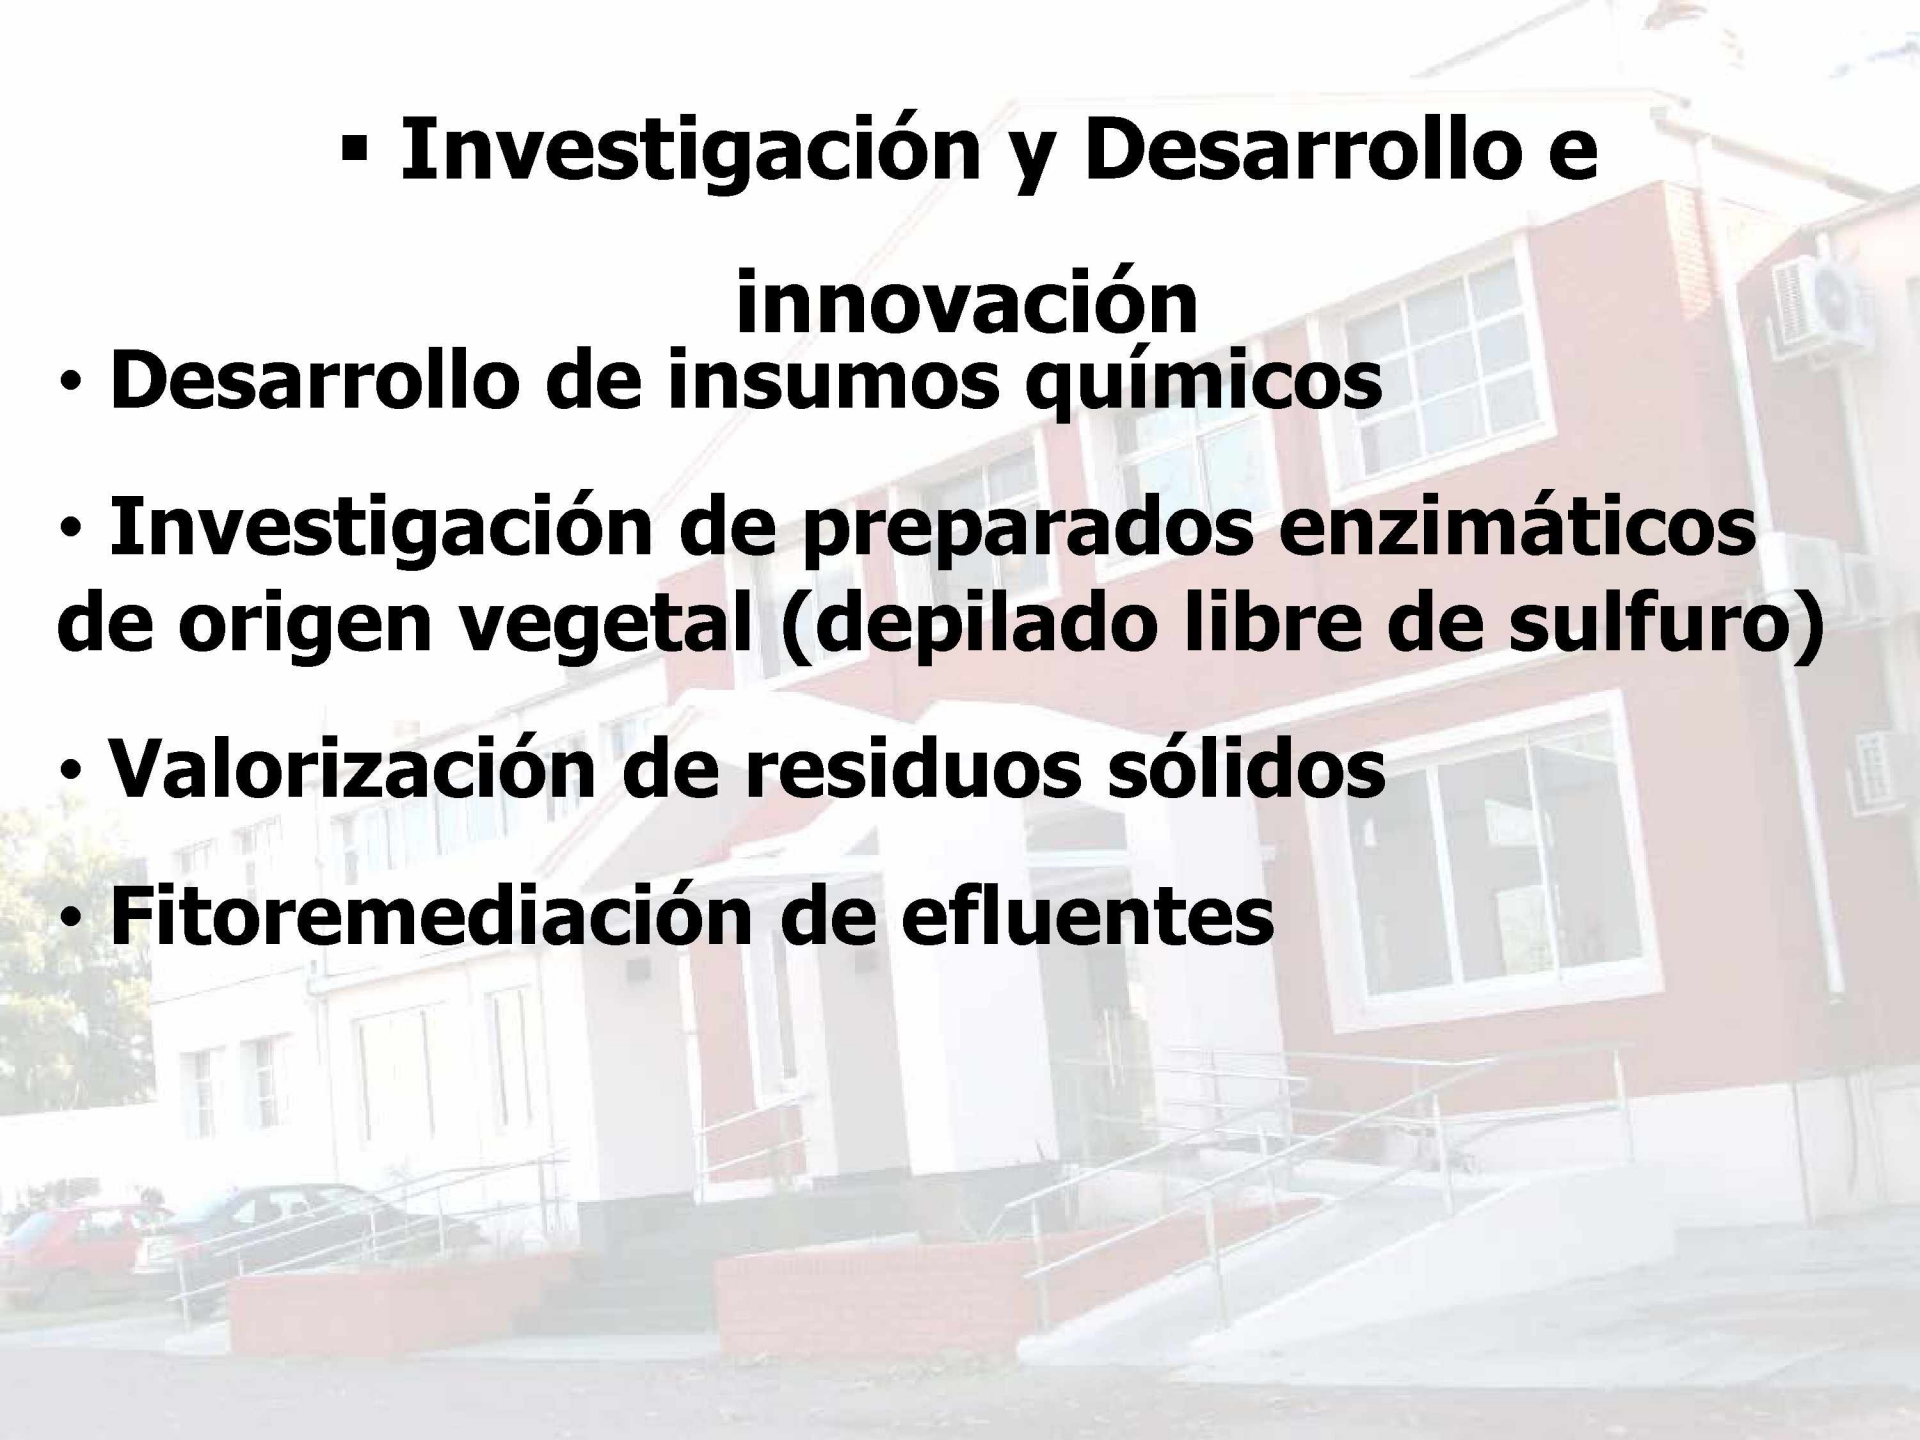 ▪ Investigación y Desarrollo e
innovación
• Desarrollo de insumos químicos
• Investigación de preparados enzimáticos
de origen vegetal (depilado libre de sulfuro)
• Valorización de residuos sólidos
• Fitoremediación de efluentes